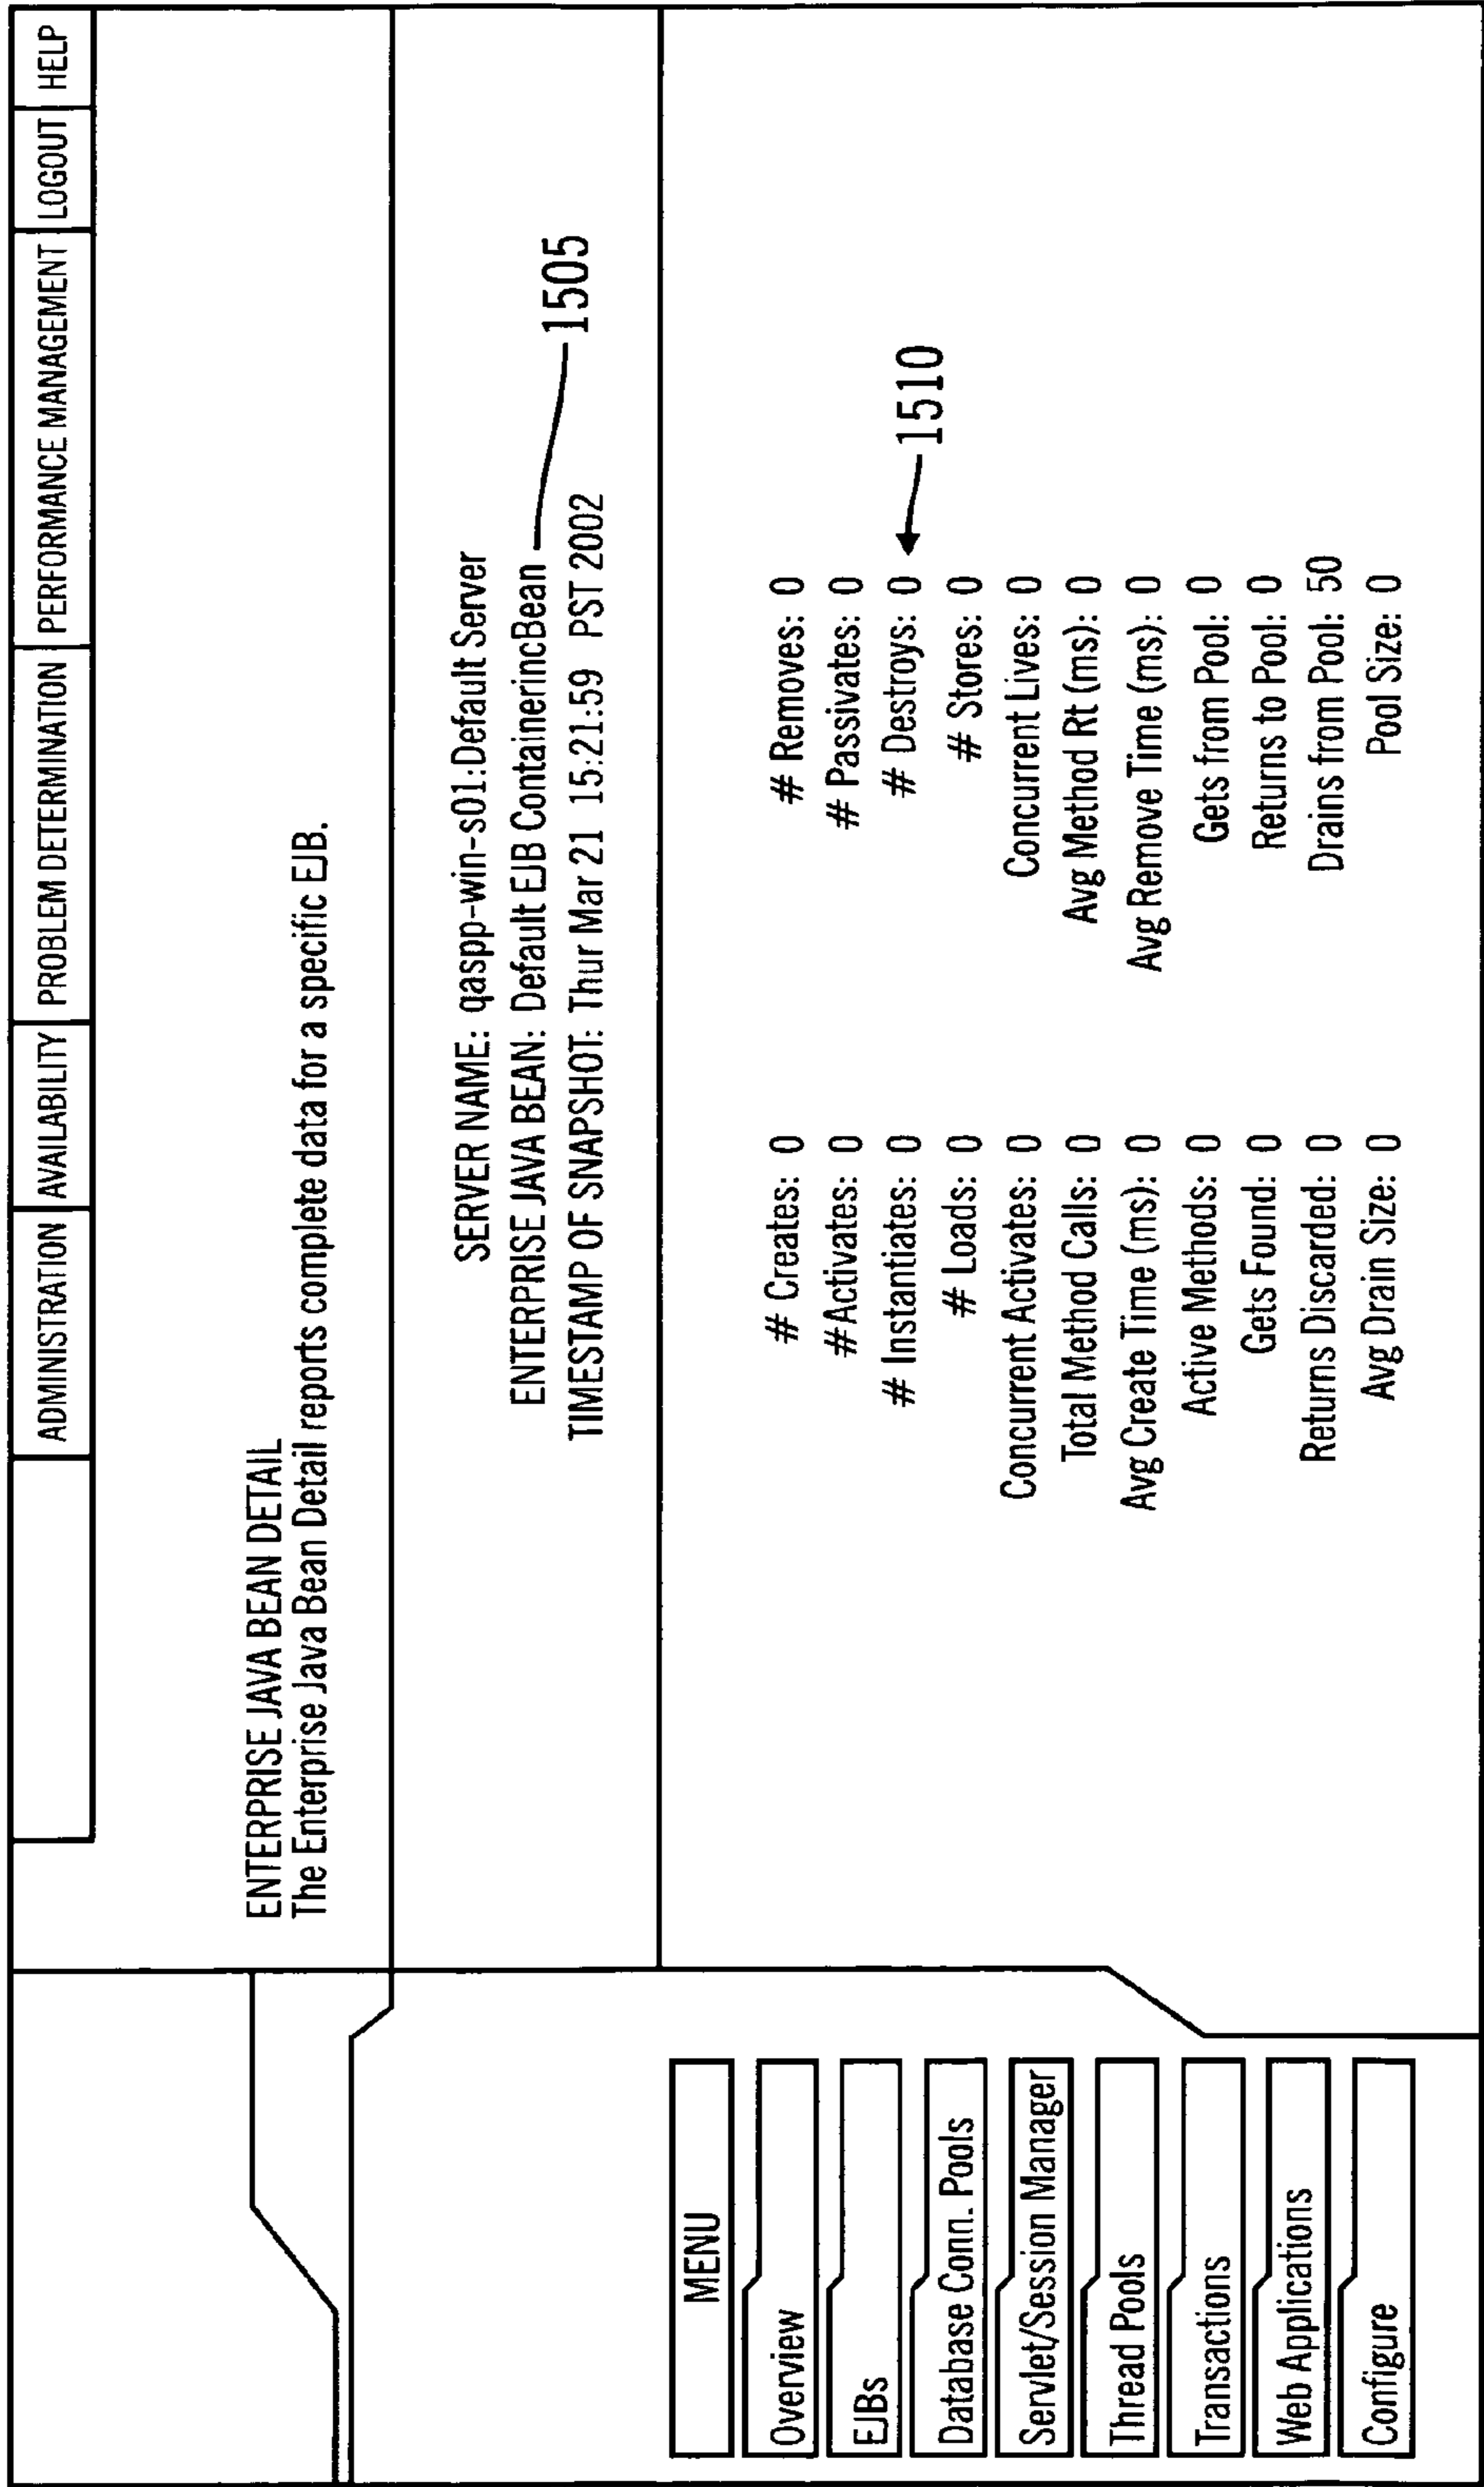 ADMINISTRATION AVAILABILITY PROBLEM DETERMINATION PERFORMANCE MANAGEMENT LOGOUT HELP
ENTERPRISE JAVA BEAN DETAIL
The Enterprise Java Bean Detail reports complete data for a specific EJB.
SERVER NAME: qaspp-win-s01:Default Server
ENTERPRISE JAVA BEAN: Default EJB ContainerincBean 1505
TIMESTAMP OF SNAPSHOT: Thur Mar 21 15:21:59 PST 2002
MENU
Overview
EJBs
Database Conn. Pools
Servlet/Session Manager
Thread Pools
Transactions
Web Applications
Configure
# Creates: 0 # Removes: 0
#Activates: 0 # Passivates: 0
# Instantiates: 0 # Destroys: 0 1510
# Loads: 0 # Stores: 0
Concurrent Activates: 0 Concurrent Lives: 0
Total Method Calls: 0 Avg Method Rt (ms): 0
Avg Create Time (ms): 0 Avg Remove Time (ms): 0
Active Methods: 0 Gets from Pool: 0
Gets Found: 0 Returns to Pool: 0
Returns Discarded: 0 Drains from Pool: 50
Avg Drain Size: 0 Pool Size: 0